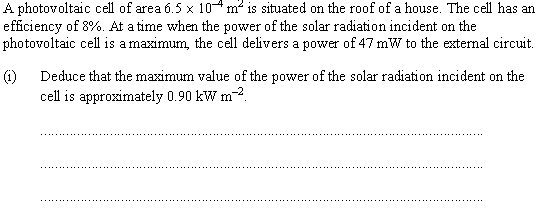 A photovoltaic cell of area 6.5 × 10⁻⁴ m² is situated on the roof of a house. The cell has an
efficiency of 8%. At a time when the power of the solar radiation incident on the
photovoltaic cell is a maximum, the cell delivers a power of 47 mW to the external circuit.
(i) Deduce that the maximum value of the power of the solar radiation incident on the
cell is approximately 0.90 kW m⁻².